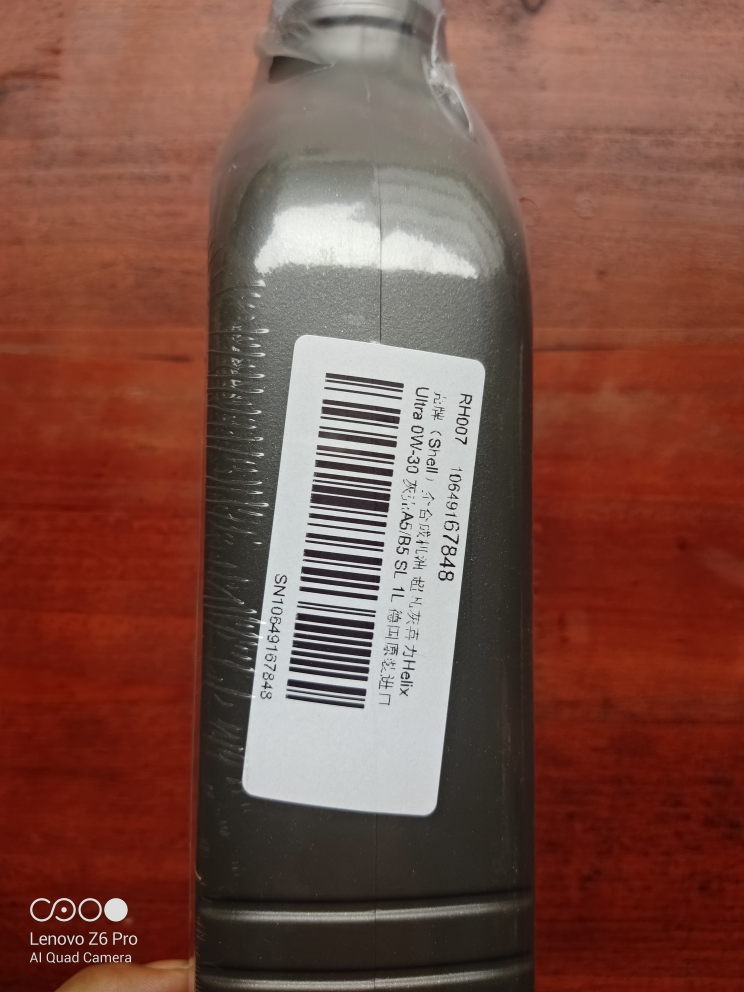 RH007 10649167848
壳牌（Shell）全合成机油 超凡灰喜力Helix
Ultra 0W-30 灰壳A5/B5 SL 1L 德国原装进口
SN10649167848
Lenovo Z6 Pro
AI Quad Camera